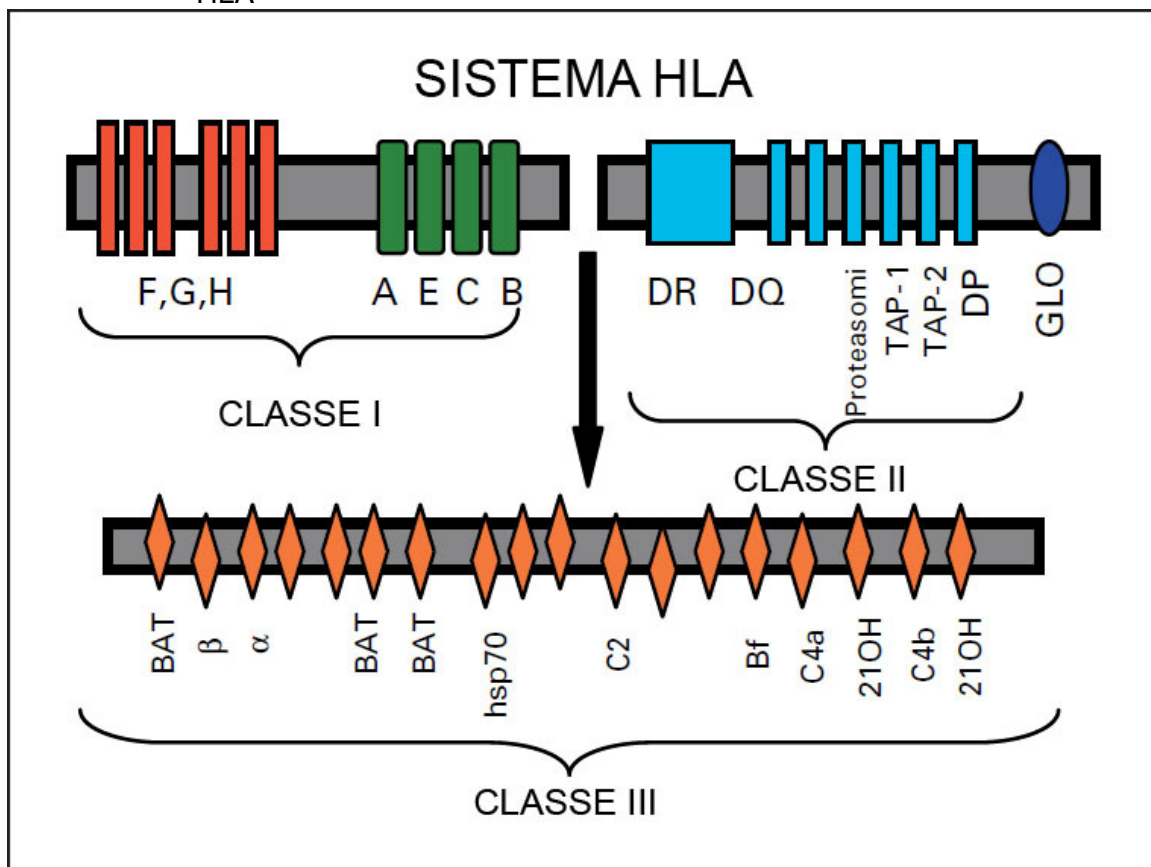 HLA
SISTEMA HLA
F,G,H
A E C B
DR DQ
Proteasomi
TAP-1
TAP-2
DP
GLO
CLASSE I
CLASSE II
BAT
β
α
BAT
BAT
hsp70
C2
Bf
C4a
21OH
C4b
21OH
CLASSE III